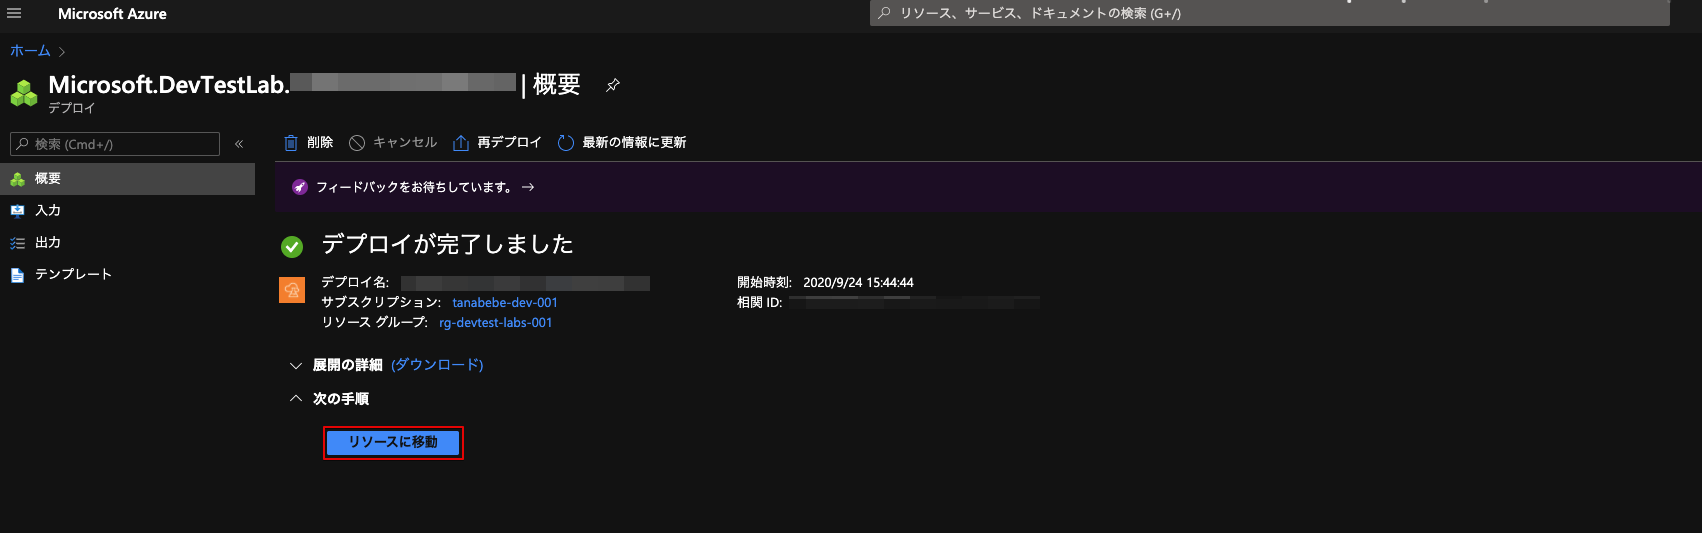 Microsoft Azure
リソース、サービス、ドキュメントの検索 (G+/)
ホーム
Microsoft.DevTestLab. | 概要
デプロイ
検索 (Cmd+/)
«
概要
入力
出力
テンプレート
削除
キャンセル
再デプロイ
最新の情報に更新
フィードバックをお待ちしています。 →
デプロイが完了しました
デプロイ名:
サブスクリプション: tanabebe-dev-001
リソース グループ: rg-devtest-labs-001
開始時刻: 2020/9/24 15:44:44
相関 ID:
展開の詳細 (ダウンロード)
次の手順
リソースに移動